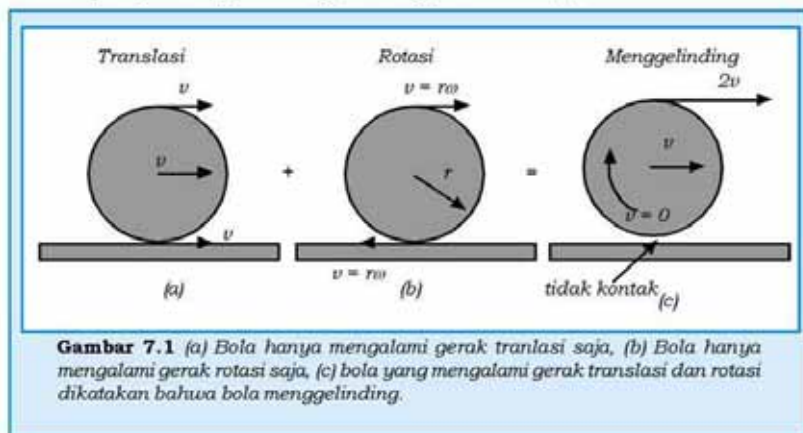 Translasi Rotasi Menggelinding
v v = rω 2v
v r v
+ =
v v = 0
v = rω
tidak kontak
(a) (b) (c)
Gambar 7.1 (a) Bola hanya mengalami gerak tranlasi saja, (b) Bola hanya
mengalami gerak rotasi saja, (c) bola yang mengalami gerak translasi dan rotasi
dikatakan bahwa bola menggelinding.